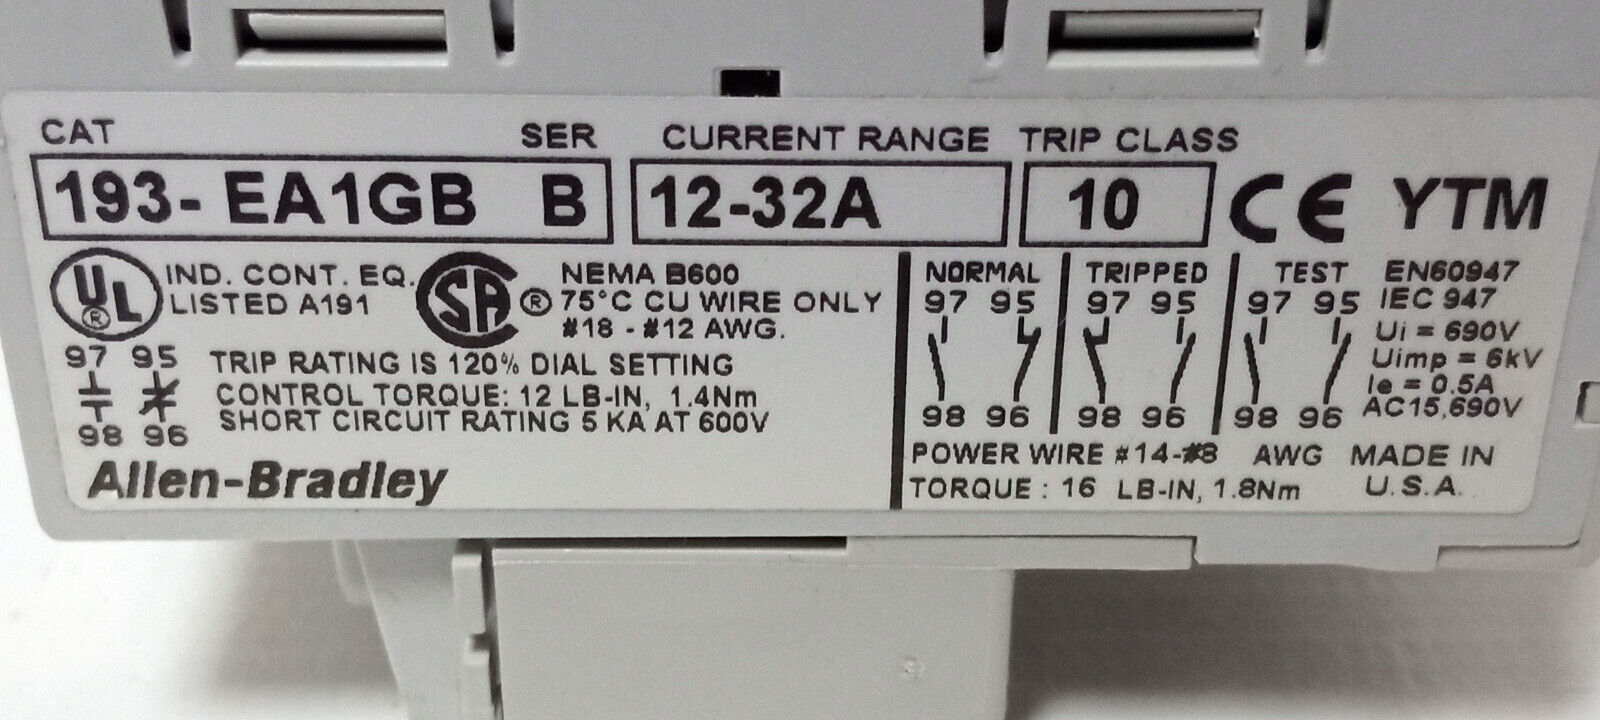 CAT SER CURRENT RANGE TRIP CLASS
193- EA1GB B 12-32A 10 CE YTM
UL ® IND. CONT. EQ.
LISTED A191
SA ® NEMA B600
75°C CU WIRE ONLY
#18 - #12 AWG.
97 95
98 96
TRIP RATING IS 120% DIAL SETTING
CONTROL TORQUE: 12 LB-IN, 1.4Nm
SHORT CIRCUIT RATING 5 KA AT 600V
Allen-Bradley
NORMAL TRIPPED TEST
97 95 97 95 97 95
98 96 98 96 98 96
EN60947
IEC 947
Ui = 690V
Uimp = 6kV
Ie = 0.5A
AC15,690V
POWER WIRE #14-#8 AWG MADE IN
TORQUE : 16 LB-IN, 1.8Nm U.S.A.